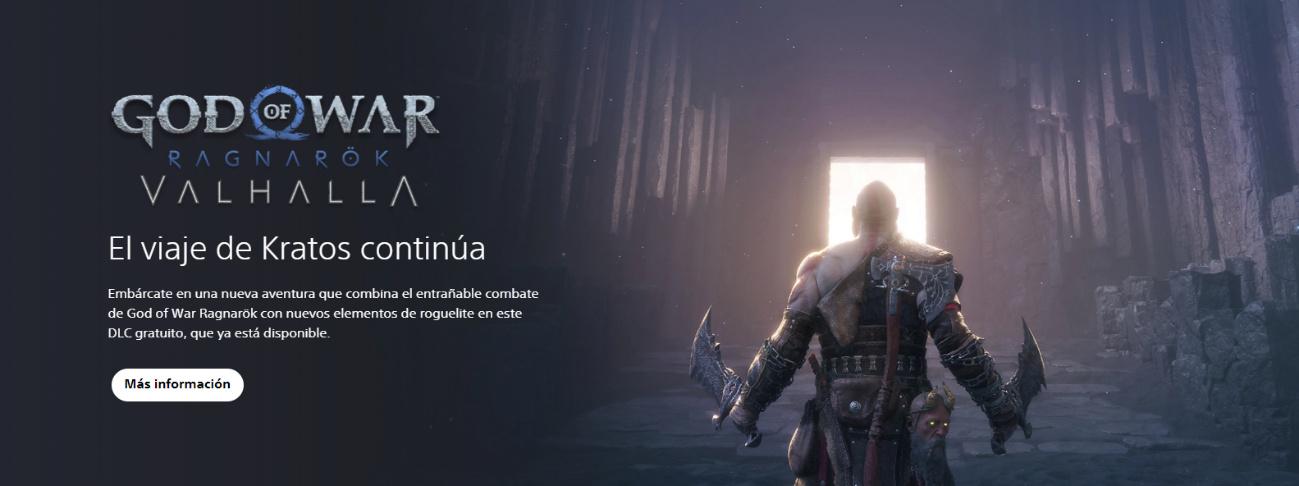 GOD OF WAR
RAGNARÖK
VALHALLA
El viaje de Kratos continúa
Embárcate en una nueva aventura que combina el entrañable combate
de God of War Ragnarök con nuevos elementos de roguelite en este
DLC gratuito, que ya está disponible.
Más información